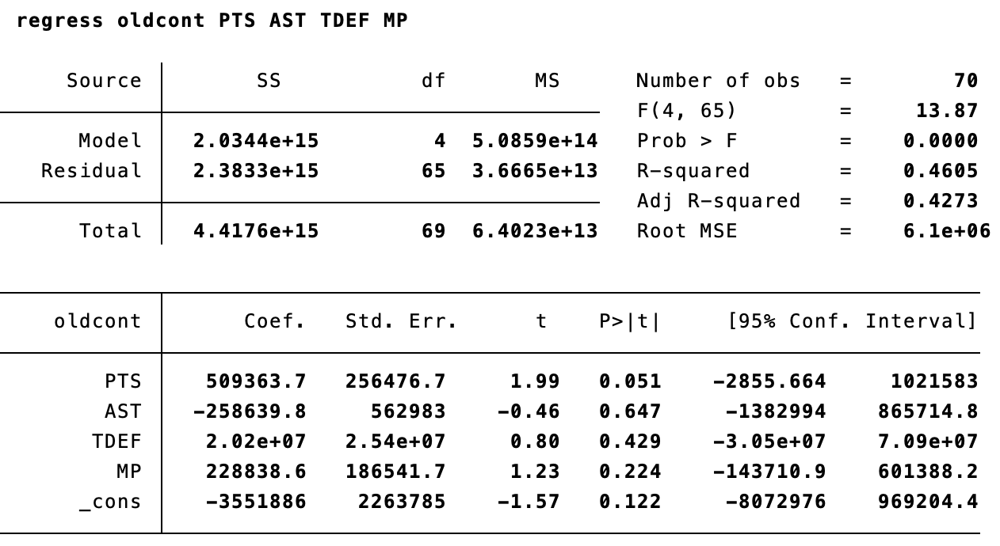 regress oldcont PTS AST TDEF MP
Source SS df MS Number of obs = 70
F(4, 65) = 13.87
Model 2.0344e+15 4 5.0859e+14 Prob > F = 0.0000
Residual 2.3833e+15 65 3.6665e+13 R-squared = 0.4605
Adj R-squared = 0.4273
Total 4.4176e+15 69 6.4023e+13 Root MSE = 6.1e+06
oldcont Coef. Std. Err. t P>|t| [95% Conf. Interval]
PTS 509363.7 256476.7 1.99 0.051 -2855.664 1021583
AST -258639.8 562983 -0.46 0.647 -1382994 865714.8
TDEF 2.02e+07 2.54e+07 0.80 0.429 -3.05e+07 7.09e+07
MP 228838.6 186541.7 1.23 0.224 -143710.9 601388.2
_cons -3551886 2263785 -1.57 0.122 -8072976 969204.4